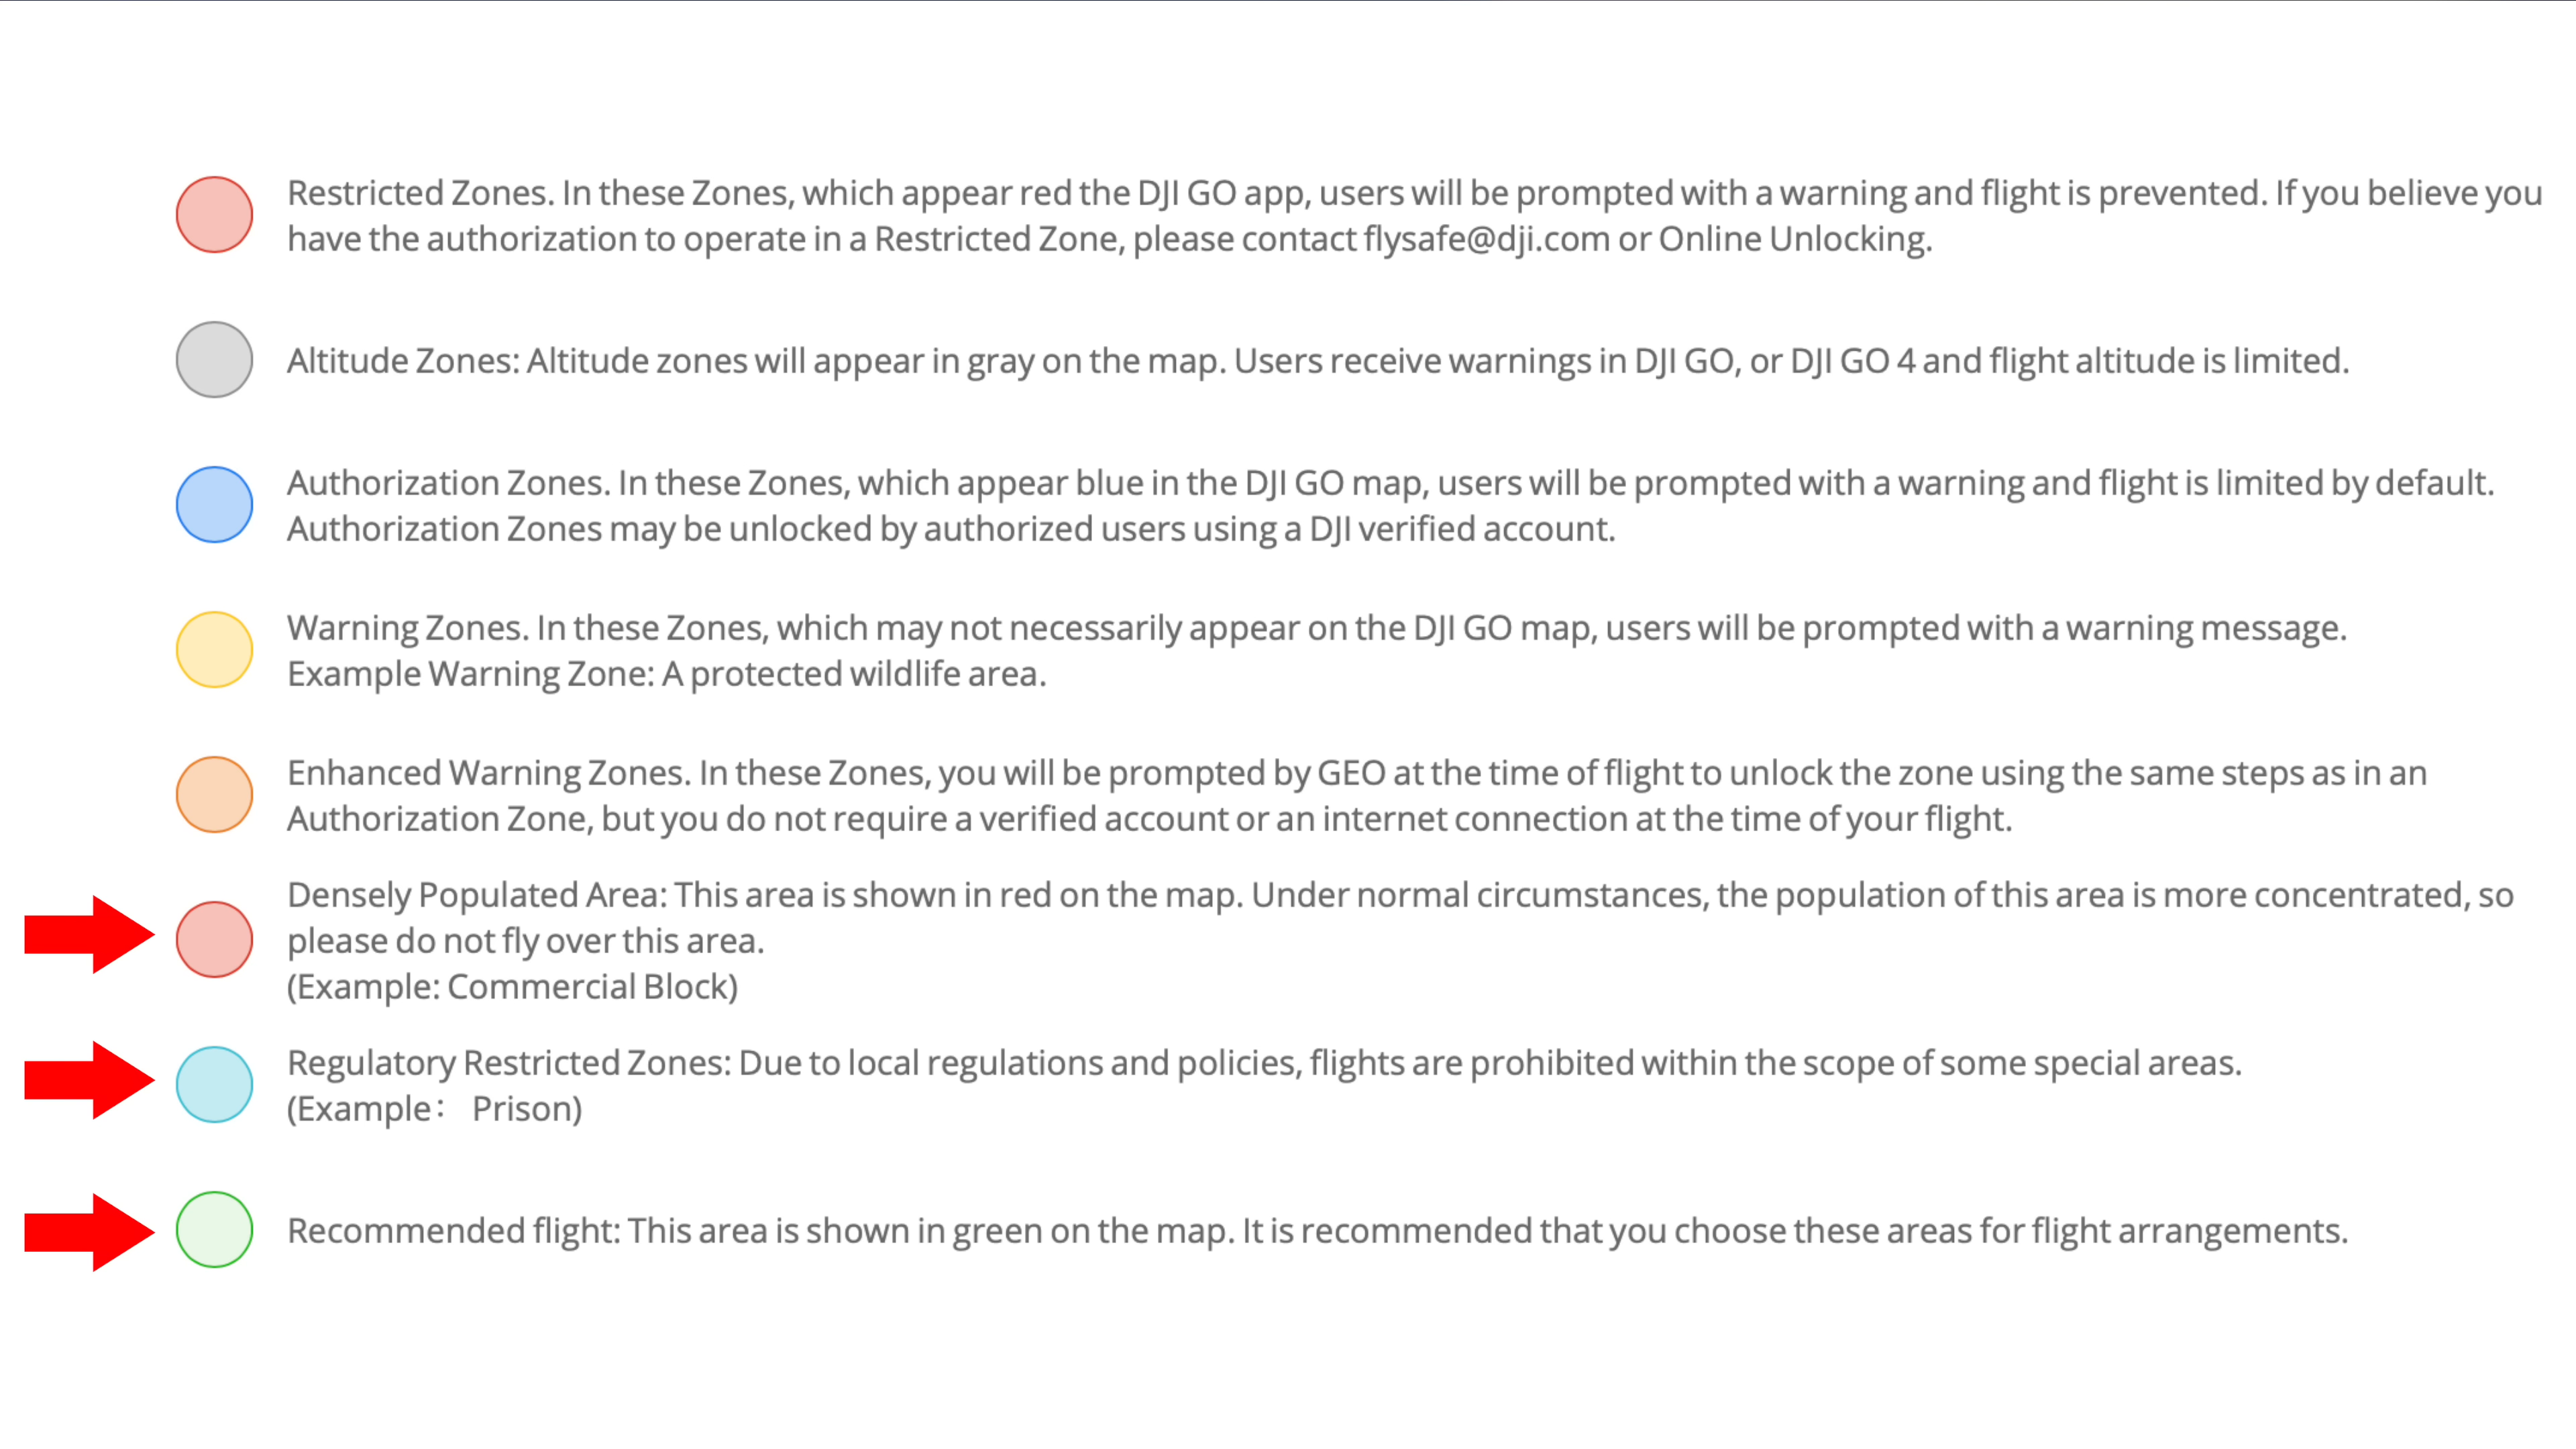 Restricted Zones. In these Zones, which appear red the DJI GO app, users will be prompted with a warning and flight is prevented. If you believe you
have the authorization to operate in a Restricted Zone, please contact flysafe@dji.com or Online Unlocking.
Altitude Zones: Altitude zones will appear in gray on the map. Users receive warnings in DJI GO, or DJI GO 4 and flight altitude is limited.
Authorization Zones. In these Zones, which appear blue in the DJI GO map, users will be prompted with a warning and flight is limited by default.
Authorization Zones may be unlocked by authorized users using a DJI verified account.
Warning Zones. In these Zones, which may not necessarily appear on the DJI GO map, users will be prompted with a warning message.
Example Warning Zone: A protected wildlife area.
Enhanced Warning Zones. In these Zones, you will be prompted by GEO at the time of flight to unlock the zone using the same steps as in an
Authorization Zone, but you do not require a verified account or an internet connection at the time of your flight.
Densely Populated Area: This area is shown in red on the map. Under normal circumstances, the population of this area is more concentrated, so
please do not fly over this area.
(Example: Commercial Block)
Regulatory Restricted Zones: Due to local regulations and policies, flights are prohibited within the scope of some special areas.
(Example： Prison)
Recommended flight: This area is shown in green on the map. It is recommended that you choose these areas for flight arrangements.